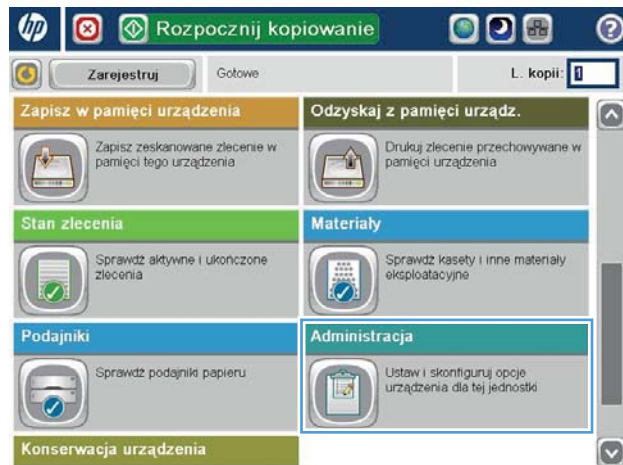 hp
Rozpocznij kopiowanie
?
Zarejestruj
Gotowe
L. kopii: 1
Zapisz w pamięci urządzenia
Zapisz zeskanowane zlecenie w
pamięci tego urządzenia
Odzyskaj z pamięci urządz.
Drukuj zlecenie przechowywane w
pamięci urządzenia
Stan zlecenia
Sprawdź aktywne i ukończone
zlecenia
Materiały
Sprawdź kasety i inne materiały
eksploatacyjne
Podajniki
Sprawdź podajniki papieru
Administracja
Ustaw i skonfiguruj opcje
urządzenia dla tej jednostki
Konserwacja urządzenia